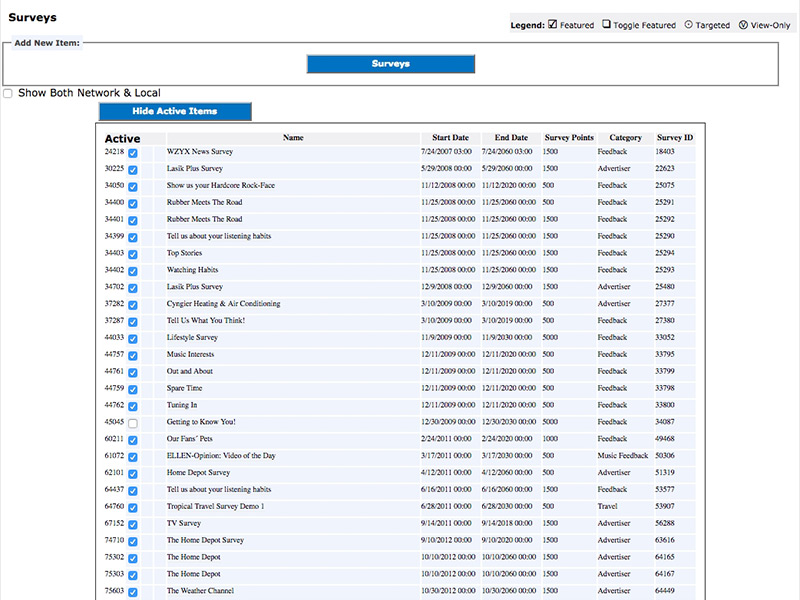 Surveys
Legend: Featured Toggle Featured Targeted View-Only
Add New Item:
Surveys
Show Both Network & Local
Hide Active Items
Active Name Start Date End Date Survey Points Category Survey ID
24218 WZYX News Survey 7/24/2007 03:00 7/24/2060 03:00 1500 Feedback 18403
30225 Lasik Plus Survey 5/29/2008 00:00 5/29/2060 00:00 1500 Advertiser 22623
34050 Show us your Hardcore Rock-Face 11/12/2008 00:00 11/12/2020 00:00 500 Feedback 25075
34400 Rubber Meets The Road 11/25/2008 00:00 11/25/2060 00:00 500 Feedback 25291
34401 Rubber Meets The Road 11/25/2008 00:00 11/25/2060 00:00 1500 Feedback 25292
34399 Tell us about your listening habits 11/25/2008 00:00 11/25/2060 00:00 1500 Feedback 25290
34403 Top Stories 11/25/2008 00:00 11/25/2060 00:00 1500 Feedback 25294
34402 Watching Habits 11/25/2008 00:00 11/25/2060 00:00 1500 Feedback 25293
34702 Lasik Plus Survey 12/9/2008 00:00 12/9/2060 00:00 1500 Advertiser 25480
37282 Cyngier Heating & Air Conditioning 3/10/2009 00:00 3/10/2019 00:00 500 Advertiser 27377
37287 Tell Us What You Think! 3/10/2009 00:00 3/10/2019 00:00 500 Feedback 27380
44033 Lifestyle Survey 11/9/2009 00:00 11/9/2030 00:00 5000 Feedback 33052
44757 Music Interests 12/11/2009 00:00 12/11/2020 00:00 500 Feedback 33795
44761 Out and About 12/11/2009 00:00 12/11/2020 00:00 500 Feedback 33799
44759 Spare Time 12/11/2009 00:00 12/11/2020 00:00 500 Feedback 33798
44762 Tuning In 12/11/2009 00:00 12/11/2020 00:00 500 Feedback 33800
45045 Getting to Know You! 12/30/2009 00:00 12/30/2030 00:00 5000 Feedback 34087
60211 Our Fans' Pets 2/24/2011 00:00 2/24/2020 00:00 1000 Feedback 49468
61072 ELLEN-Opinion: Video of the Day 3/17/2011 00:00 3/17/2030 00:00 500 Music Feedback 50306
62101 Home Depot Survey 4/12/2011 00:00 4/12/2060 00:00 500 Advertiser 51319
64437 Tell us about your listening habits 6/16/2011 00:00 6/16/2060 00:00 1500 Feedback 53577
64760 Tropical Travel Survey Demo 1 6/28/2011 00:00 6/28/2030 00:00 500 Travel 53907
67152 TV Survey 9/14/2011 00:00 9/14/2018 00:00 1500 Advertiser 56288
74710 The Home Depot Survey 9/10/2012 00:00 9/10/2020 00:00 1500 Advertiser 63616
75302 The Home Depot 10/10/2012 00:00 10/10/2060 00:00 1500 Advertiser 64165
75303 The Home Depot 10/10/2012 00:00 10/10/2060 00:00 1500 Advertiser 64167
75603 The Weather Channel 10/30/2012 00:00 10/30/2060 00:00 1500 Advertiser 64449